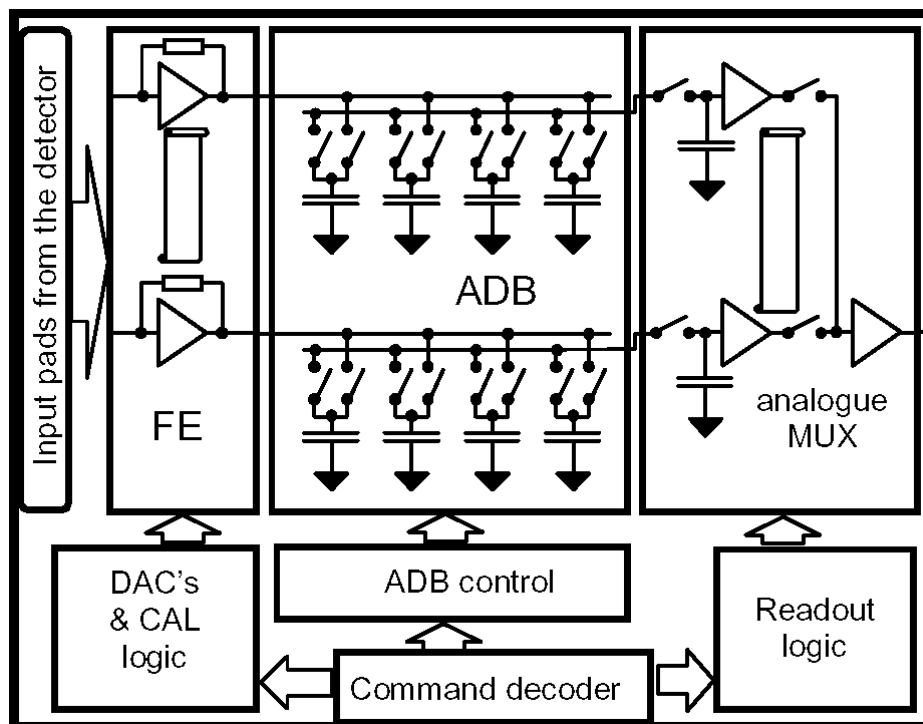 Input pads from the detector
FE
ADB
analogue
MUX
DAC's
& CAL
logic
ADB control
Readout
logic
Command decoder